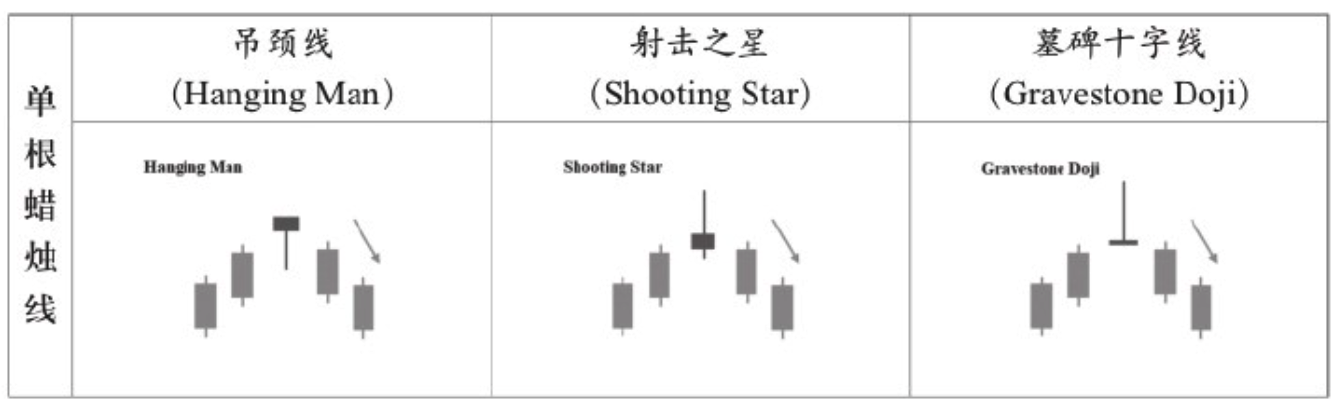 单根蜡烛线
吊颈线
(Hanging Man)
射击之星
(Shooting Star)
墓碑十字线
(Gravestone Doji)
Hanging Man
Shooting Star
Gravestone Doji